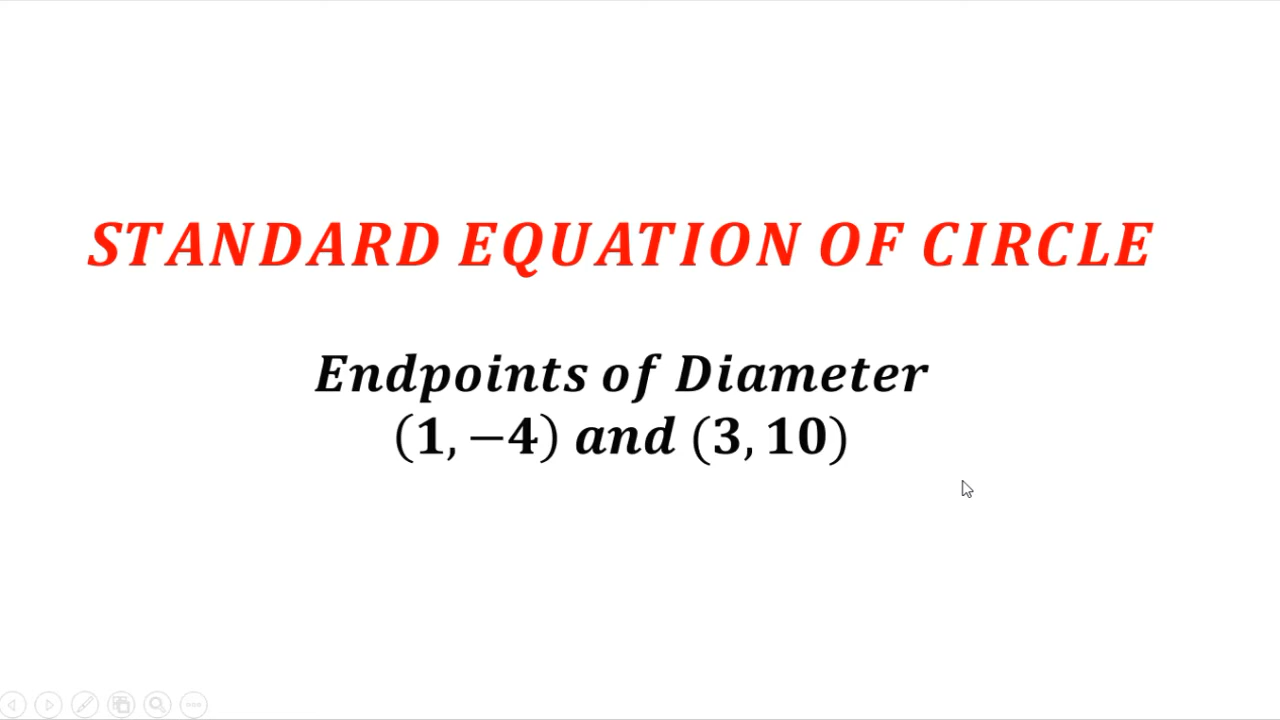 STANDARD EQUATION OF CIRCLE
Endpoints of Diameter
(1, −4) and (3, 10)